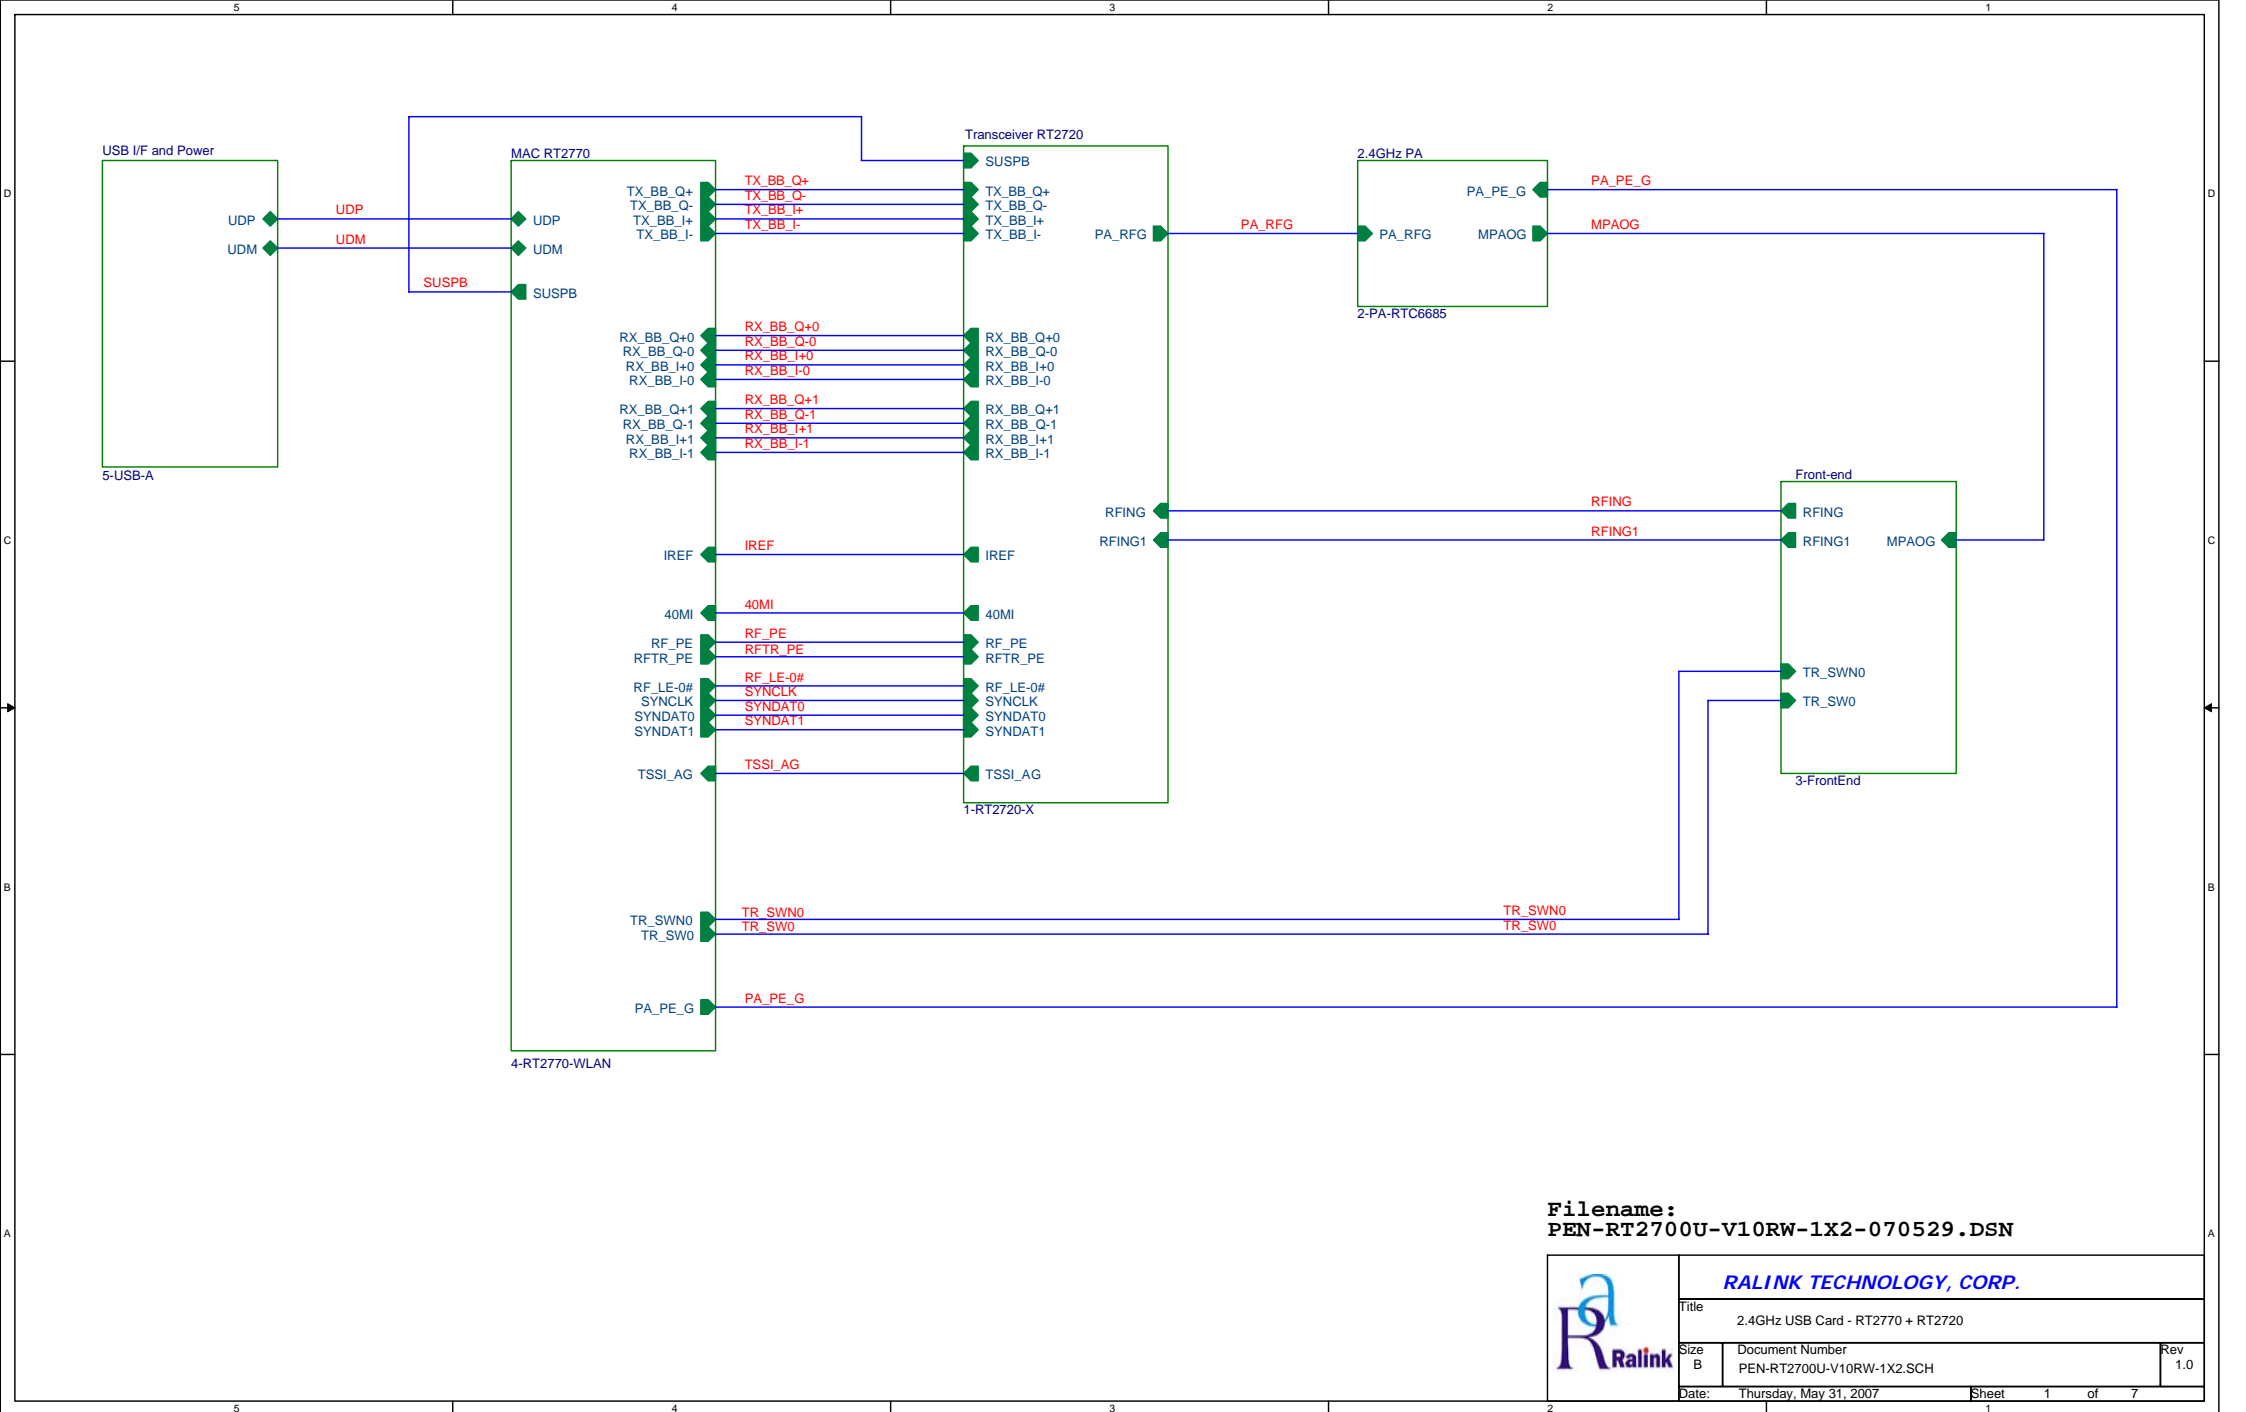 5 4 3 2 1
D D
C C
B B
A A
USB I/F and Power
UDP
UDM
5-USB-A
UDP
UDM
SUSPB
MAC RT2770
UDP
UDM
SUSPB
TX_BB_Q+
TX_BB_Q-
TX_BB_I+
TX_BB_I-
RX_BB_Q+0
RX_BB_Q-0
RX_BB_I+0
RX_BB_I-0
RX_BB_Q+1
RX_BB_Q-1
RX_BB_I+1
RX_BB_I-1
IREF
40MI
RF_PE
RFTR_PE
RF_LE-0#
SYNCLK
SYNDAT0
SYNDAT1
TSSI_AG
TR_SWN0
TR_SW0
PA_PE_G
4-RT2770-WLAN
TX_BB_Q+
TX_BB_Q-
TX_BB_I+
TX_BB_I-
RX_BB_Q+0
RX_BB_Q-0
RX_BB_I+0
RX_BB_I-0
RX_BB_Q+1
RX_BB_Q-1
RX_BB_I+1
RX_BB_I-1
IREF
40MI
RF_PE
RFTR_PE
RF_LE-0#
SYNCLK
SYNDAT0
SYNDAT1
TSSI_AG
TR_SWN0
TR_SW0
PA_PE_G
Transceiver RT2720
SUSPB
TX_BB_Q+
TX_BB_Q-
TX_BB_I+
TX_BB_I-
RX_BB_Q+0
RX_BB_Q-0
RX_BB_I+0
RX_BB_I-0
RX_BB_Q+1
RX_BB_Q-1
RX_BB_I+1
RX_BB_I-1
IREF
40MI
RF_PE
RFTR_PE
RF_LE-0#
SYNCLK
SYNDAT0
SYNDAT1
TSSI_AG
PA_RFG
RFING
RFING1
1-RT2720-X
PA_RFG
2.4GHz PA
PA_PE_G
PA_RFG
MPAOG
2-PA-RTC6685
PA_PE_G
MPAOG
RFING
RFING1
TR_SWN0
TR_SW0
Front-end
RFING
RFING1
MPAOG
TR_SWN0
TR_SW0
3-FrontEnd
Filename:
PEN-RT2700U-V10RW-1X2-070529.DSN
Ralink
RALINK TECHNOLOGY, CORP.
Title
2.4GHz USB Card - RT2770 + RT2720
Size
B
Document Number
PEN-RT2700U-V10RW-1X2.SCH
Rev
1.0
Date: Thursday, May 31, 2007
Sheet 1 of 7
5 4 3 2 1